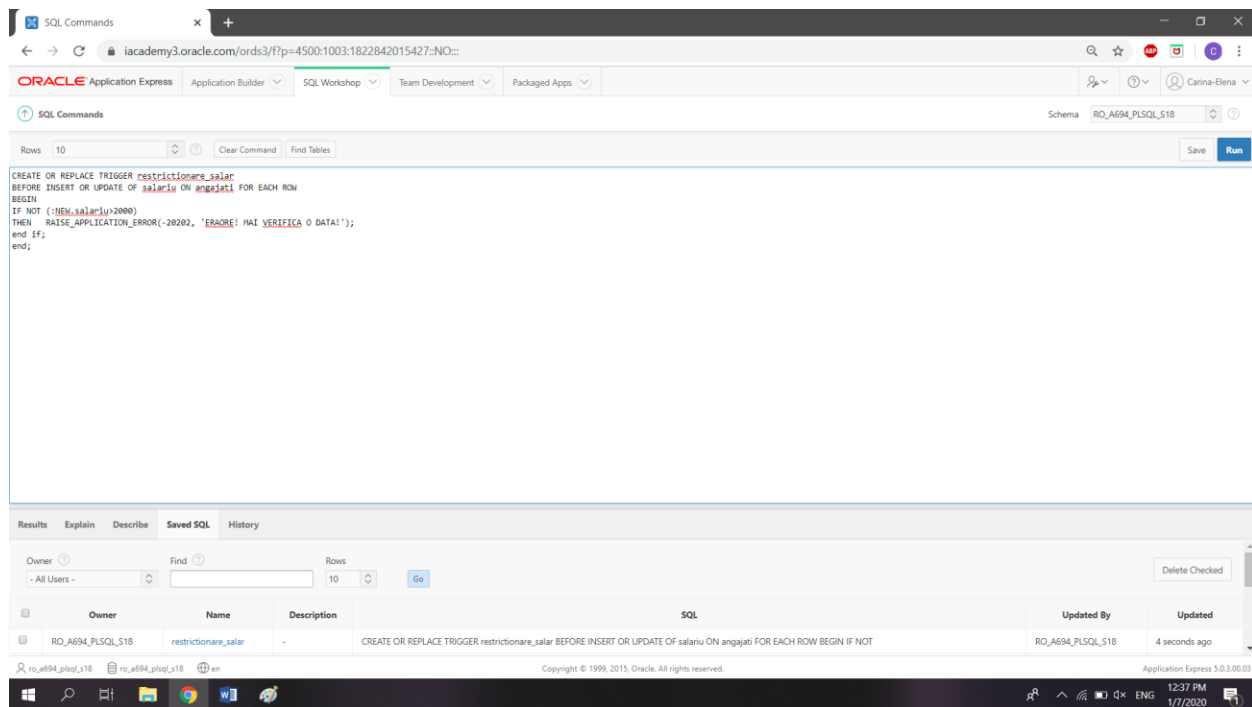 SQL Commands
iacademy3.oracle.com/ords3/f?p=4500:1003:1822842015427::NO:::
ABP
C
ORACLE Application Express Application Builder SQL Workshop Team Development Packaged Apps Carina-Elena
SQL Commands Schema RO_A694_PLSQL_S18
Rows 10 Clear Command Find Tables Save Run
CREATE OR REPLACE TRIGGER restrictionare_salar
BEFORE INSERT OR UPDATE OF salariu ON angajati FOR EACH ROW
BEGIN
IF NOT (:NEW.salariu>2000)
THEN RAISE_APPLICATION_ERROR(-20202, 'ERAORE! MAI VERIFICA O DATA!');
end if;
end;
Results Explain Describe Saved SQL History
Owner Find Rows
- All Users - 10 Go Delete Checked
Owner Name Description SQL Updated By Updated
RO_A694_PLSQL_S18 restrictionare_salar - CREATE OR REPLACE TRIGGER restrictionare_salar BEFORE INSERT OR UPDATE OF salariu ON angajati FOR EACH ROW BEGIN IF NOT RO_A694_PLSQL_S18 4 seconds ago
ro_a694_plsql_s18 ro_a694_plsql_s18 en Copyright © 1999, 2015, Oracle. All rights reserved. Application Express 5.0.3.00.03
ENG 12:37 PM
1/7/2020